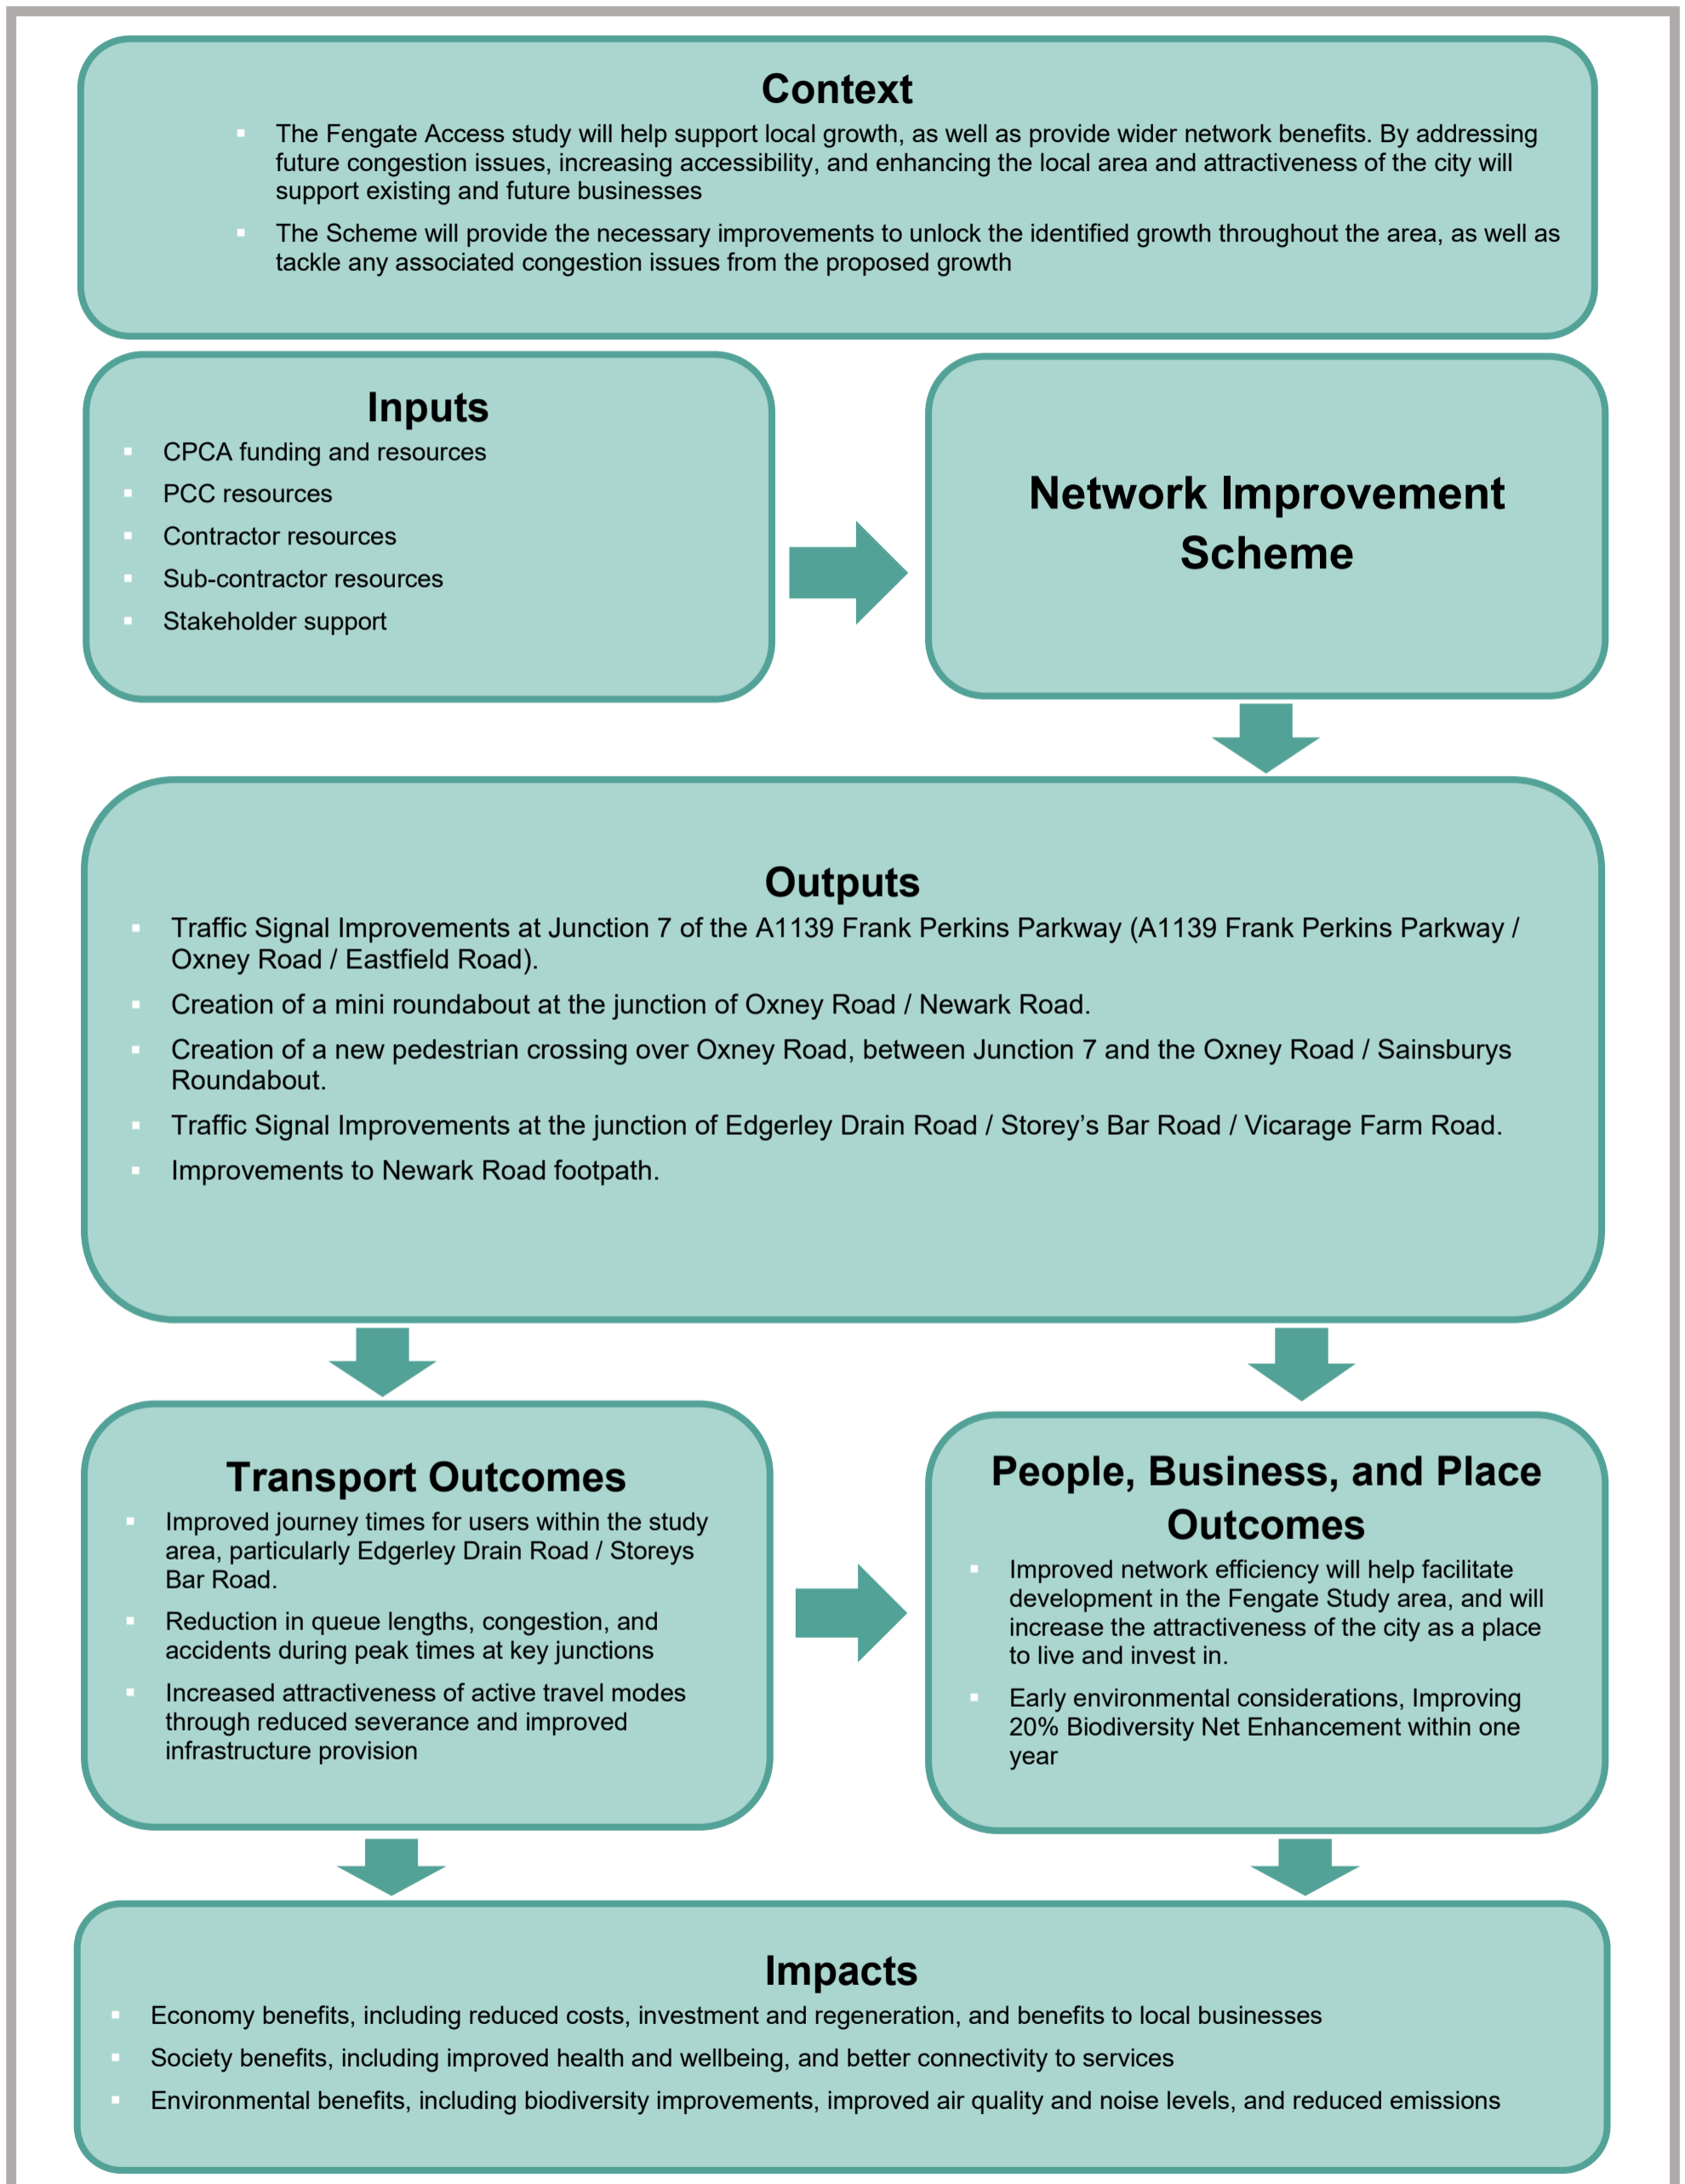 Context
The Fengate Access study will help support local growth, as well as provide wider network benefits. By addressing
future congestion issues, increasing accessibility, and enhancing the local area and attractiveness of the city will
support existing and future businesses
The Scheme will provide the necessary improvements to unlock the identified growth throughout the area, as well as
tackle any associated congestion issues from the proposed growth
Inputs
CPCA funding and resources
PCC resources
Contractor resources
Sub-contractor resources
Stakeholder support
Network Improvement
Scheme
Outputs
Traffic Signal Improvements at Junction 7 of the A1139 Frank Perkins Parkway (A1139 Frank Perkins Parkway /
Oxney Road / Eastfield Road).
Creation of a mini roundabout at the junction of Oxney Road / Newark Road.
Creation of a new pedestrian crossing over Oxney Road, between Junction 7 and the Oxney Road / Sainsburys
Roundabout.
Traffic Signal Improvements at the junction of Edgerley Drain Road / Storey’s Bar Road / Vicarage Farm Road.
Improvements to Newark Road footpath.
Transport Outcomes
Improved journey times for users within the study
area, particularly Edgerley Drain Road / Storeys
Bar Road.
Reduction in queue lengths, congestion, and
accidents during peak times at key junctions
Increased attractiveness of active travel modes
through reduced severance and improved
infrastructure provision
People, Business, and Place
Outcomes
Improved network efficiency will help facilitate
development in the Fengate Study area, and will
increase the attractiveness of the city as a place
to live and invest in.
Early environmental considerations, Improving
20% Biodiversity Net Enhancement within one
year
Impacts
Economy benefits, including reduced costs, investment and regeneration, and benefits to local businesses
Society benefits, including improved health and wellbeing, and better connectivity to services
Environmental benefits, including biodiversity improvements, improved air quality and noise levels, and reduced emissions